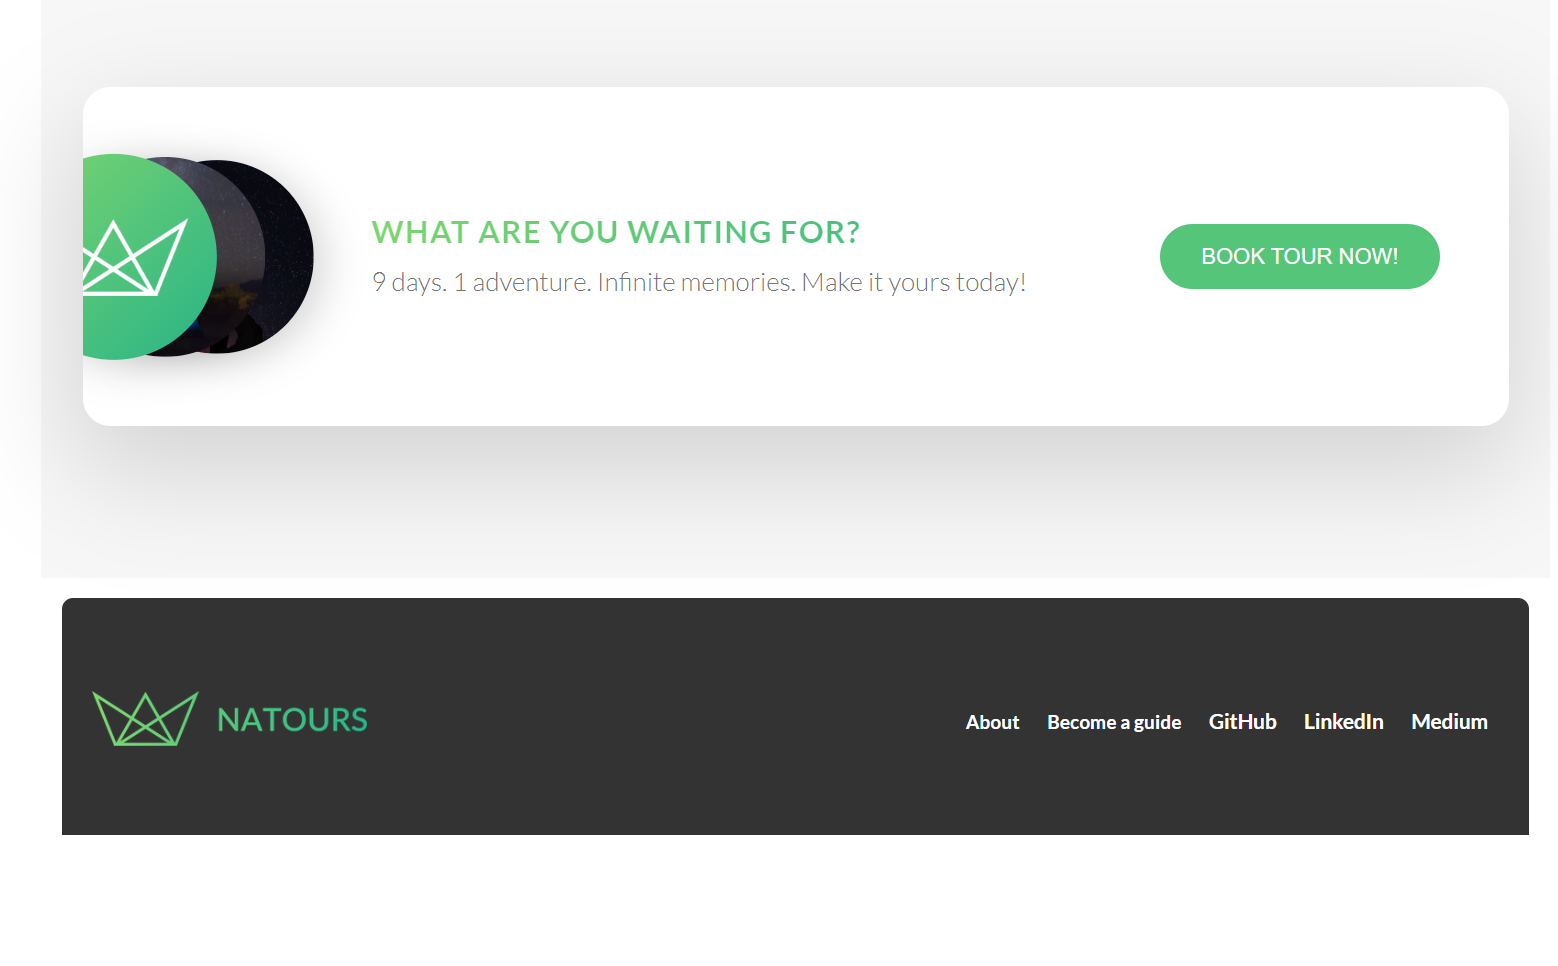 WHAT ARE YOU WAITING FOR?
9 days. 1 adventure. Infinite memories. Make it yours today!
BOOK TOUR NOW!
NATOURS
About Become a guide GitHub LinkedIn Medium